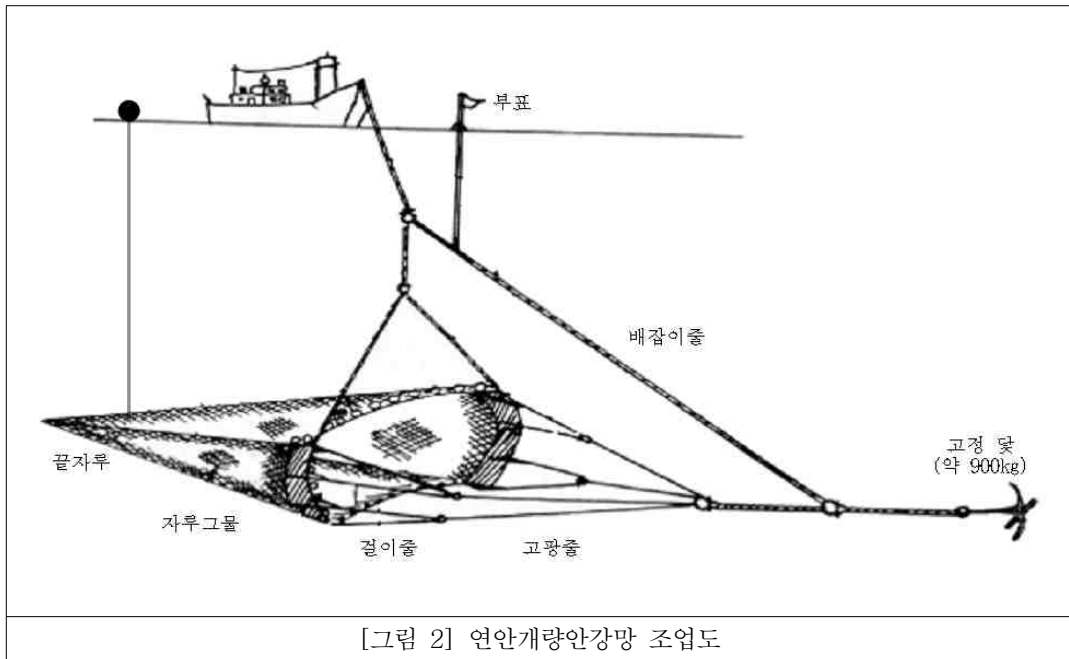 부표
배잡이줄
고정 닻
(약 900kg)
끝자루
자루그물
걸이줄
고팡줄
[그림 2] 연안개량안강망 조업도